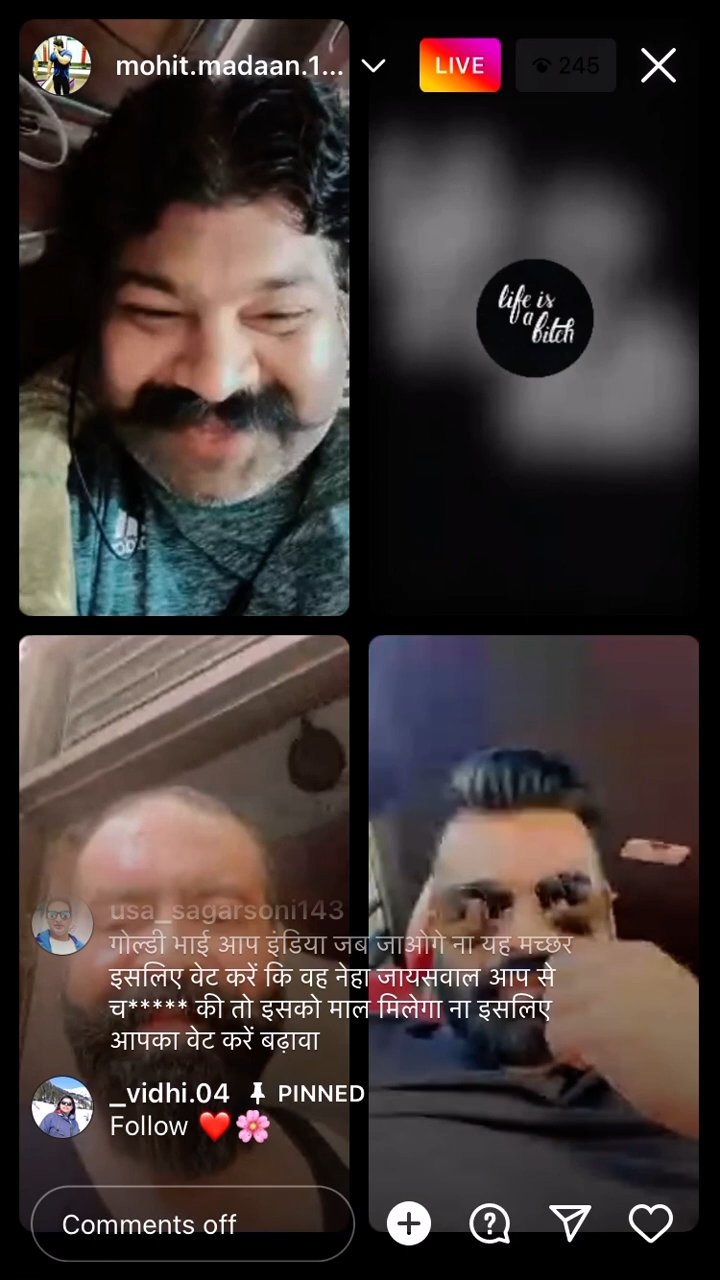 mohit.madaan.1...
LIVE
245
life is
a
bitch
usa_sagarsoni143
गोल्डी भाई आप इंडिया जब जाओगे ना यह मच्छर
इसलिए वेट करें कि वह नेहा जायसवाल आप से
च***** की तो इसको माल मिलेगा ना इसलिए
आपका वेट करें बढ़ावा
_vidhi.04 PINNED
Follow ❤️🌸
Comments off